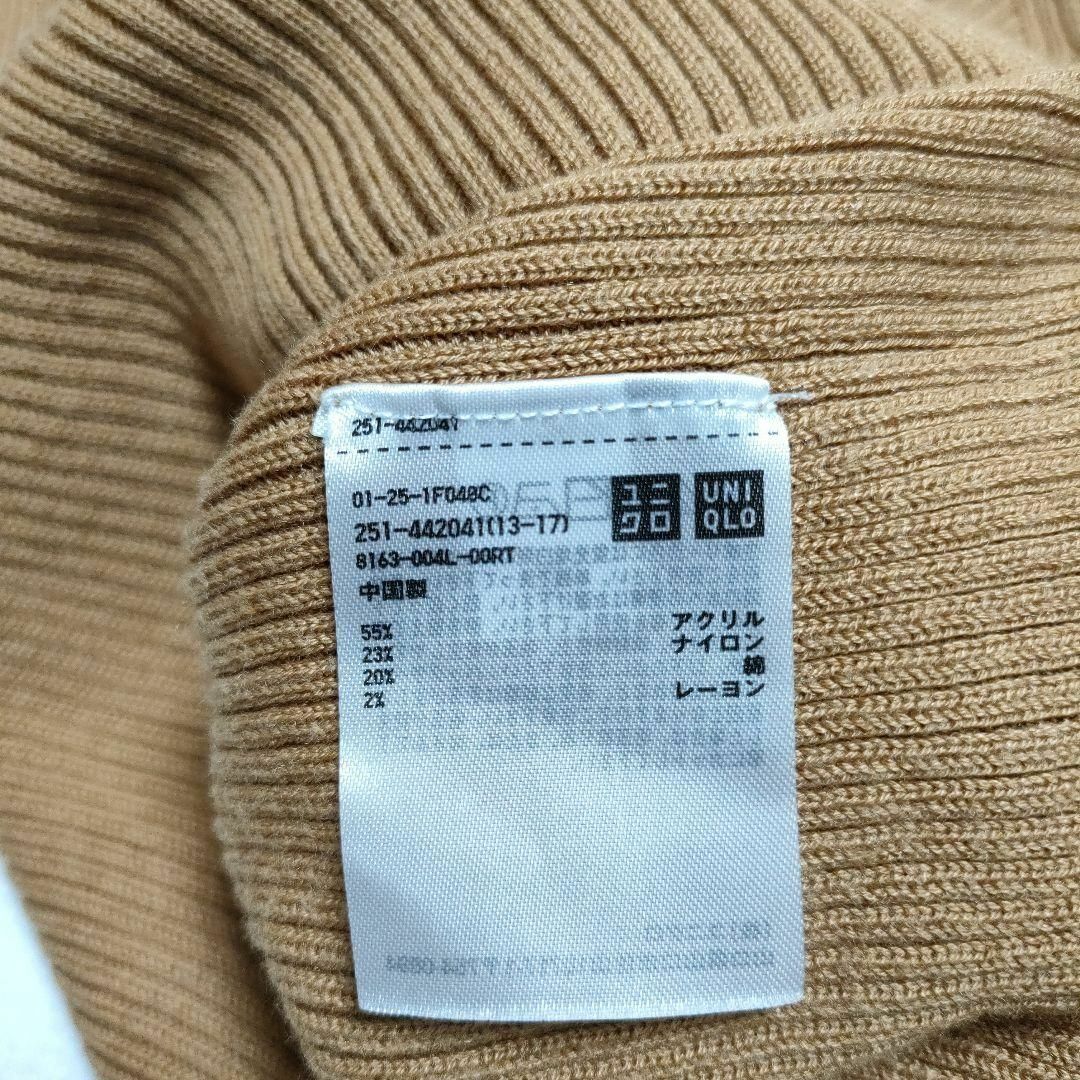 251-442041
01-25-1F048C
ユニ
クロ
UNI
QLO
251-442041(13-17)
8163-004L-00RT
中国製
55% アクリル
23% ナイロン
20% 綿
2% レーヨン